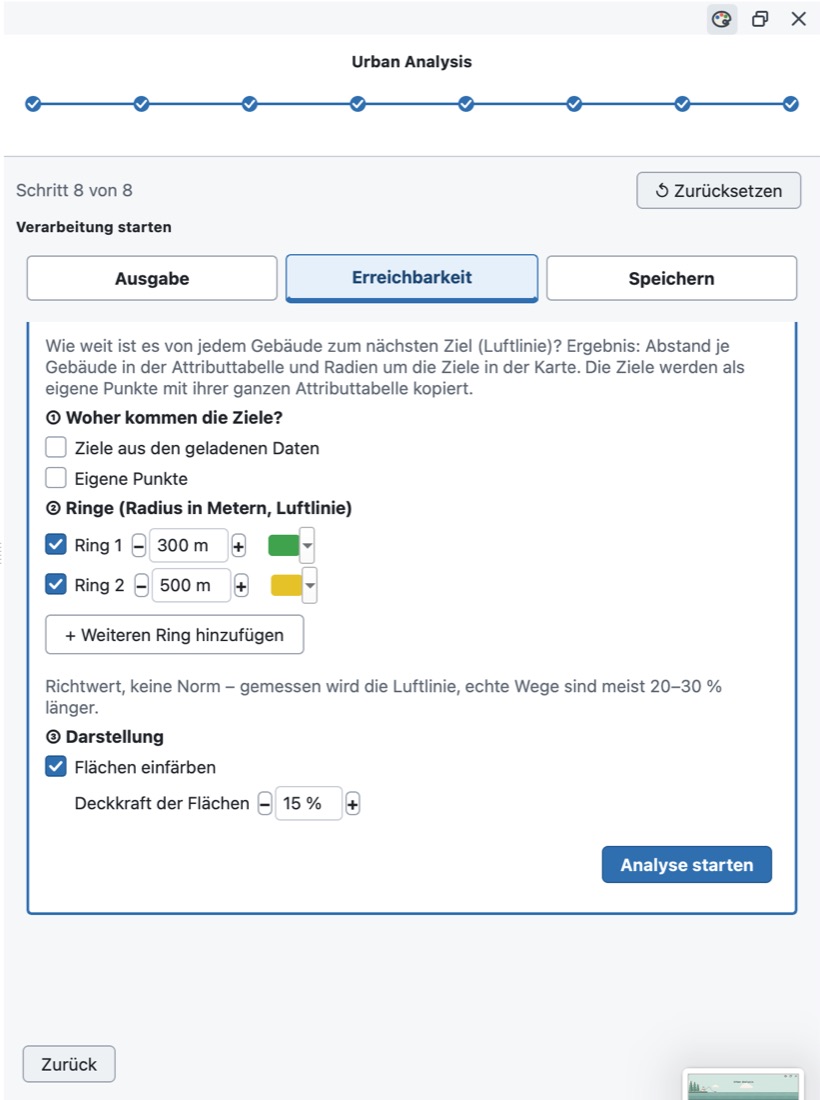 Urban Analysis
Schritt 8 von 8
Zurücksetzen
Verarbeitung starten
Ausgabe
Erreichbarkeit
Speichern
Wie weit ist es von jedem Gebäude zum nächsten Ziel (Luftlinie)? Ergebnis: Abstand je
Gebäude in der Attributtabelle und Radien um die Ziele in der Karte. Die Ziele werden als
eigene Punkte mit ihrer ganzen Attributtabelle kopiert.
① Woher kommen die Ziele?
Ziele aus den geladenen Daten
Eigene Punkte
② Ringe (Radius in Metern, Luftlinie)
Ring 1 − 300 m +
Ring 2 − 500 m +
+ Weiteren Ring hinzufügen
Richtwert, keine Norm – gemessen wird die Luftlinie, echte Wege sind meist 20–30 %
länger.
③ Darstellung
Flächen einfärben
Deckkraft der Flächen − 15 % +
Analyse starten
Zurück